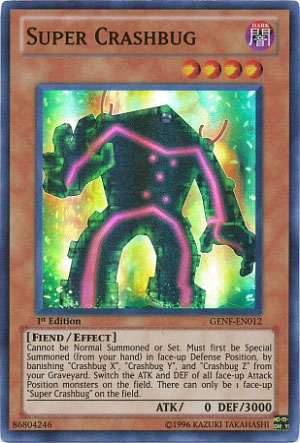 SUPER CRASHBUG
DARK
闇
1st Edition
GENF-EN012
[FIEND / EFFECT]
Cannot be Normal Summoned or Set. Must first be Special
Summoned (from your hand) in face-up Defense Position, by
banishing "Crashbug X", "Crashbug Y", and "Crashbug Z" from
your Graveyard. Switch the ATK and DEF of all face-up Attack
Position monsters on the field. There can only be 1 face-up
"Super Crashbug" on the field.
ATK/ 0 DEF/3000
86804246
©1996 KAZUKI TAKAHASHI